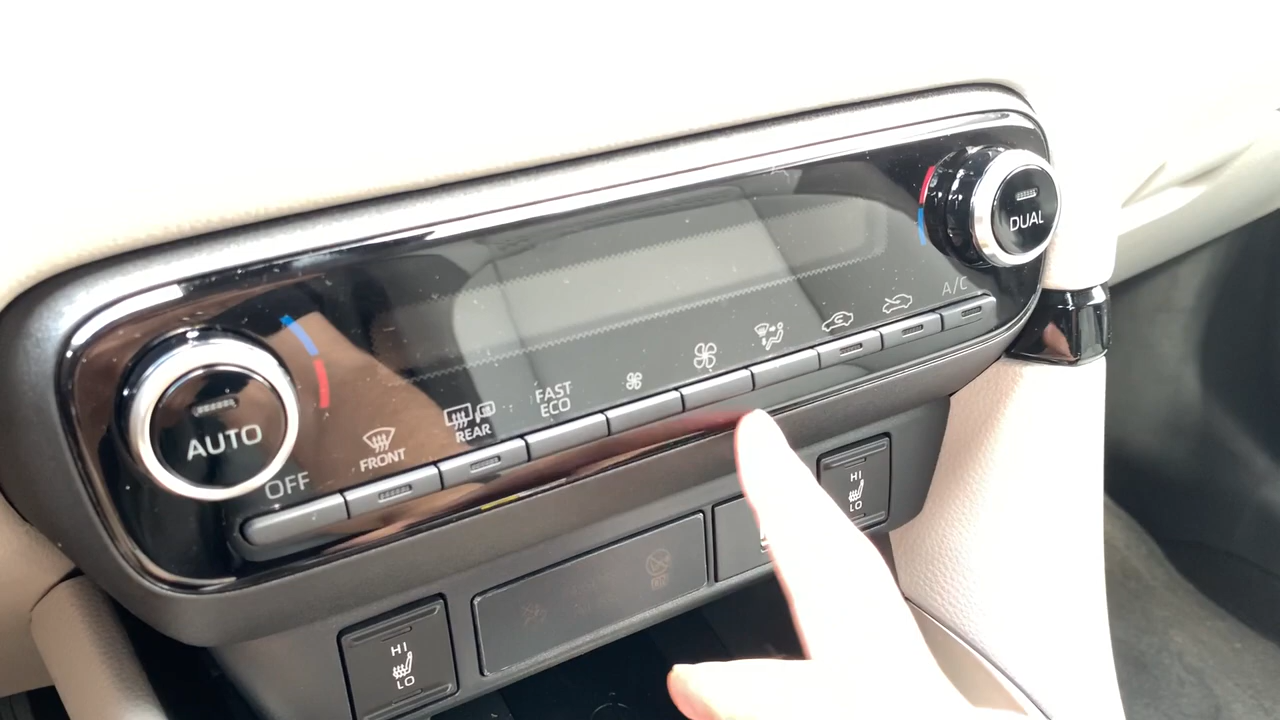 AUTO
OFF
FRONT
REAR
FAST
ECO
A/C
DUAL
HI
LO
HI
LO